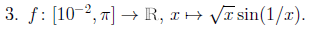 3. f: [10⁻², π] → ℝ, x ↦ √x sin(1/x).